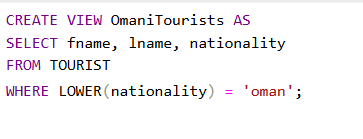 CREATE VIEW OmaniTourists AS
SELECT fname, lname, nationality
FROM TOURIST
WHERE LOWER(nationality) = 'oman';